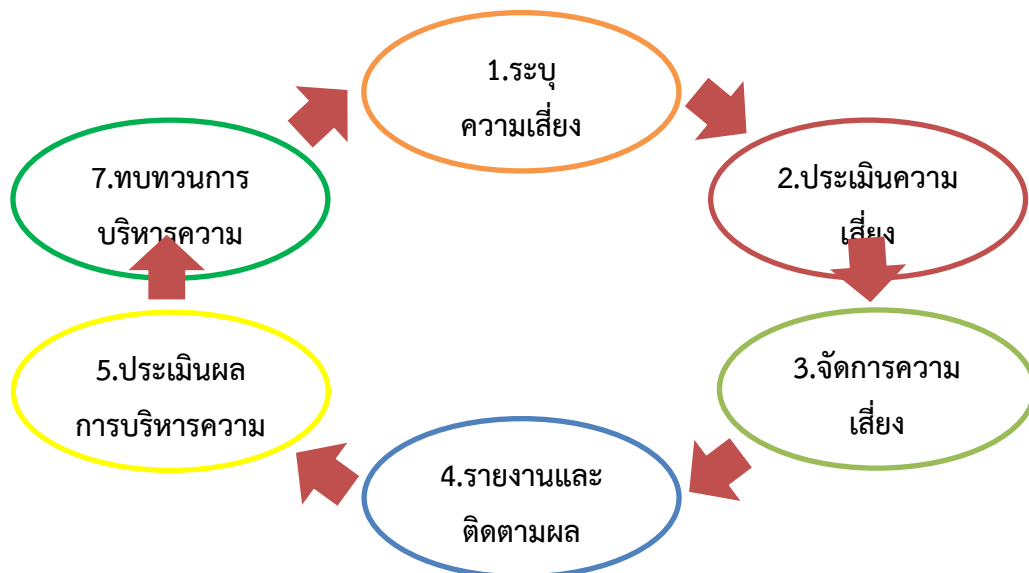 1.ระบุ
ความเสี่ยง
2.ประเมินความ
เสี่ยง
3.จัดการความ
เสี่ยง
4.รายงานและ
ติดตามผล
5.ประเมินผล
การบริหารความ
7.ทบทวนการ
บริหารความ